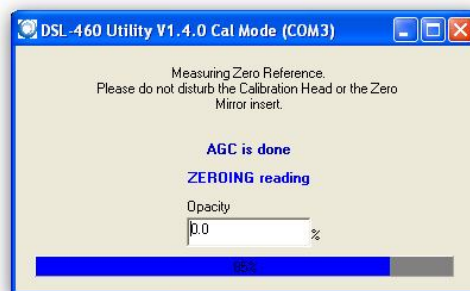 DSL-460 Utility V1.4.0 Cal Mode (COM3)
Measuring Zero Reference.
Please do not disturb the Calibration Head or the Zero
Mirror insert.
AGC is done
ZEROING reading
Opacity
0.0 %
85%